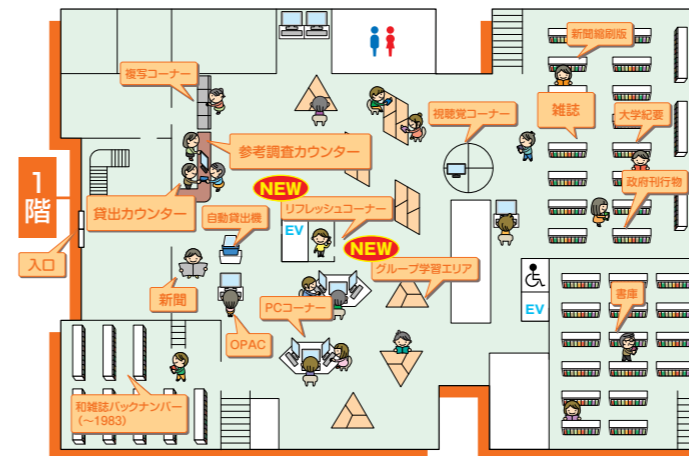 新聞縮刷版
複写コーナー
視聴覚コーナー
雑誌
大学紀要
参考調査カウンター
政府刊行物
1
階
貸出カウンター
NEW
リフレッシュコーナー
自動貸出機
EV
NEW
入口
新聞
グループ学習エリア
PCコーナー
EV
書庫
OPAC
和雑誌バックナンバー
(～1983)